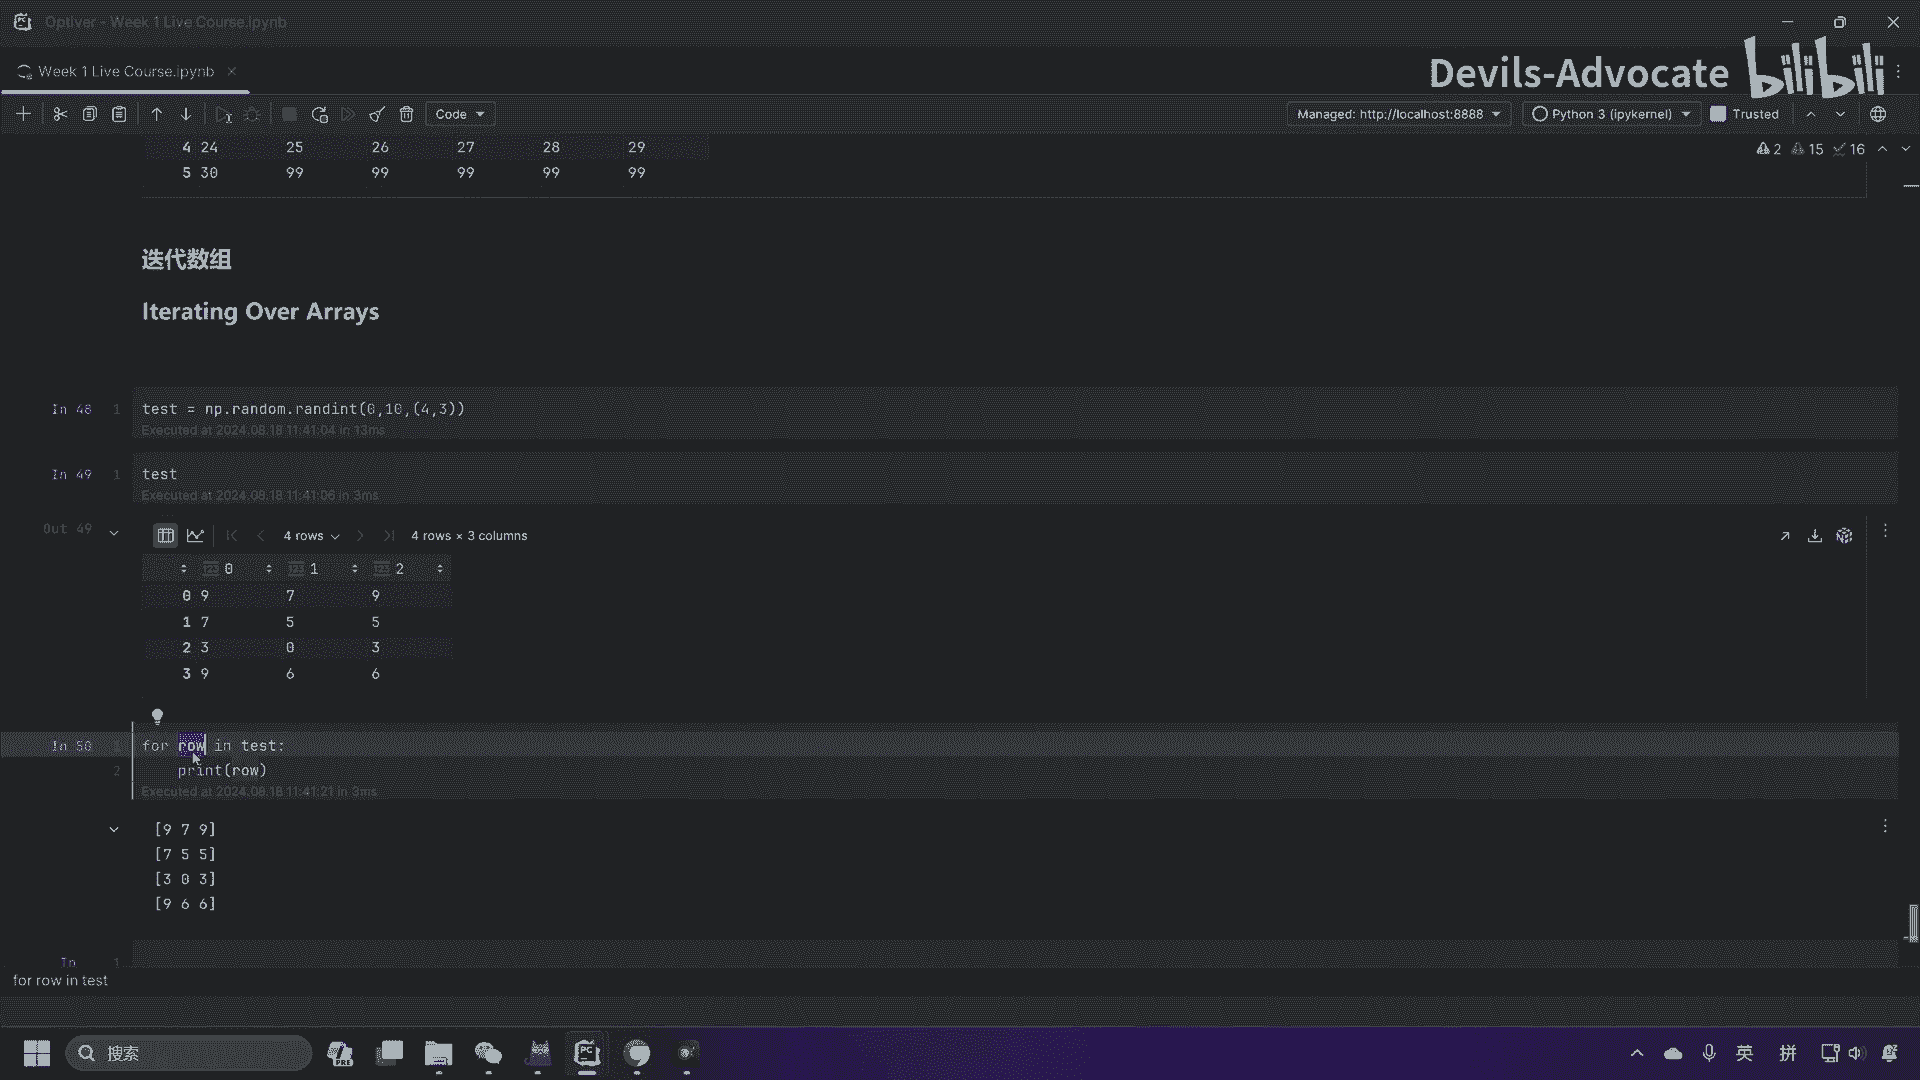 Optiver - Week 1 Live Course.ipynb
Week 1 Live Course.ipynb
Devils-Advocate bilibili
Code
Managed: http://localhost:8888
Python 3 (ipykernel)
Trusted
2 15 16
4 24 25 26 27 28 29
5 30 99 99 99 99 99
迭代数组
Iterating Over Arrays
In 48 1 test = np.random.randint(0,10,(4,3))
Executed at 2024.08.18 11:41:04 in 13ms
In 49 1 test
Executed at 2024.08.18 11:41:06 in 3ms
Out 49 4 rows 4 rows × 3 columns
123 0 123 1 123 2
0 9 7 9
1 7 5 5
2 3 0 3
3 9 6 6
In 50 1 for row in test:
2 print(row)
Executed at 2024.08.18 11:41:21 in 3ms
[9 7 9]
[7 5 5]
[3 0 3]
[9 6 6]
In 1
for row in test
搜索
PRE
PC
英
拼